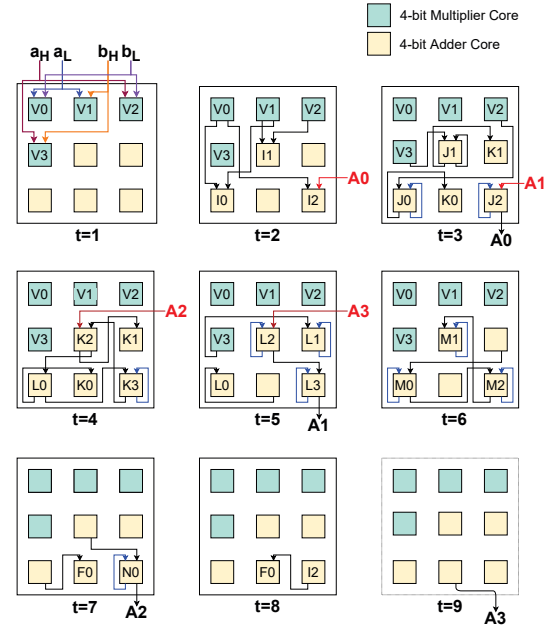 4-bit Multiplier Core
4-bit Adder Core
aH aL bH bL
V0 V1 V2
V3
t=1
V0 V1 V2
V3 I1
A0
I0 I2
t=2
V0 V1 V2
V3 J1 K1
A1
J0 K0 J2
t=3
A0
V0 V1 V2
A2
V3 K2 K1
L0 K0 K3
t=4
V0 V1 V2
A3
V3 L2 L1
L0 L3
t=5
A1
V0 V1 V2
V3 M1
M0 M2
t=6
F0 N0
t=7
A2
F0 I2
t=8
t=9
A3